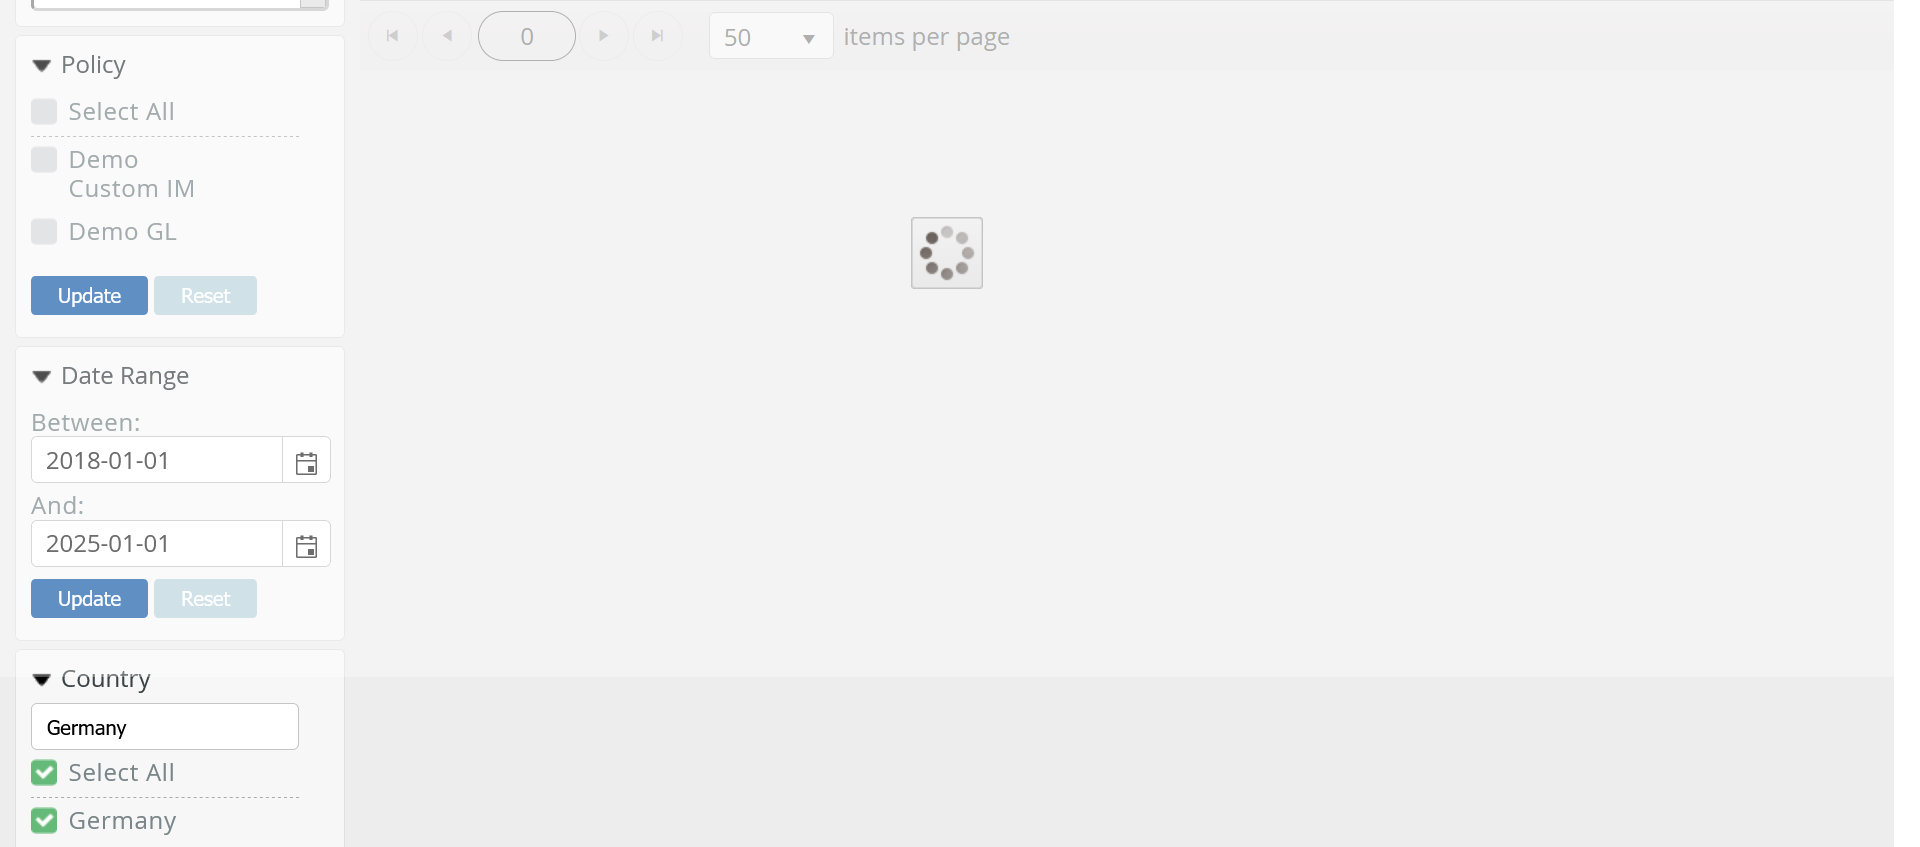 Policy
Select All
Demo
Custom IM
Demo GL
Update Reset
Date Range
Between:
2018-01-01
And:
2025-01-01
Update Reset
Country
Germany
Select All
Germany
0 50 items per page